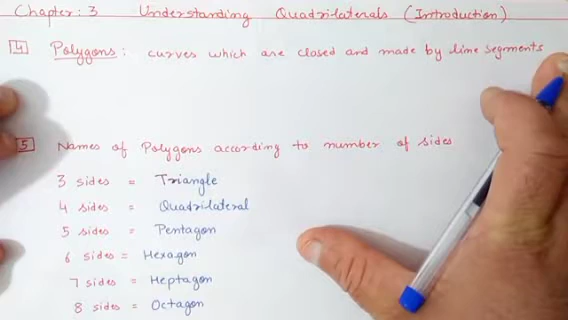 Chapter: 3 Understanding Quadrilaterals (Introduction)
4 Polygons: curves which are closed and made by line segments
5 Names of Polygons according to number of sides
3 sides = Triangle
4 sides = Quadrilateral
5 sides = Pentagon
6 sides = Hexagon
7 sides = Heptagon
8 sides = Octagon